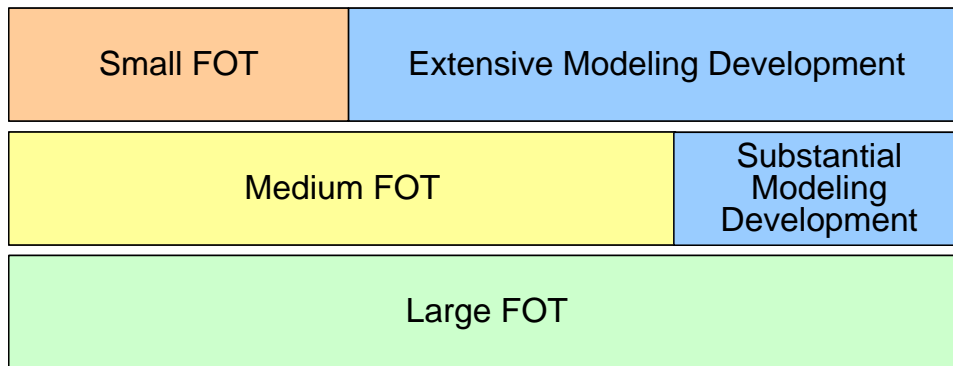 Small FOT
Extensive Modeling Development
Medium FOT
Substantial
Modeling
Development
Large FOT